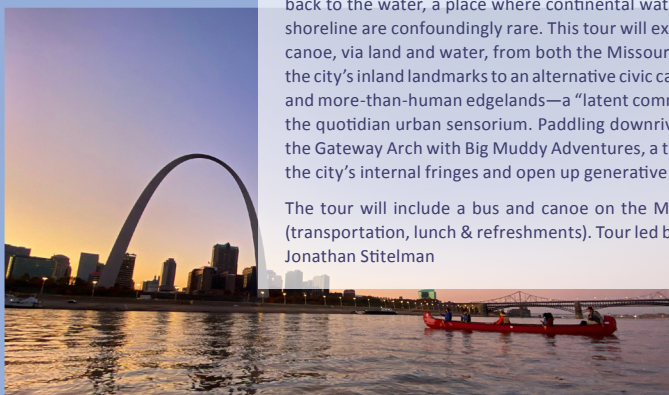 back to the water, a place where continental wat
shoreline are confoundingly rare. This tour will ex
canoe, via land and water, from both the Missour
the city's inland landmarks to an alternative civic ca
and more-than-human edgelands—a “latent comm
the quotidian urban sensorium. Paddling downriv
the Gateway Arch with Big Muddy Adventures, a t
the city's internal fringes and open up generative
The tour will include a bus and canoe on the M
(transportation, lunch & refreshments). Tour led b
Jonathan Stitelman